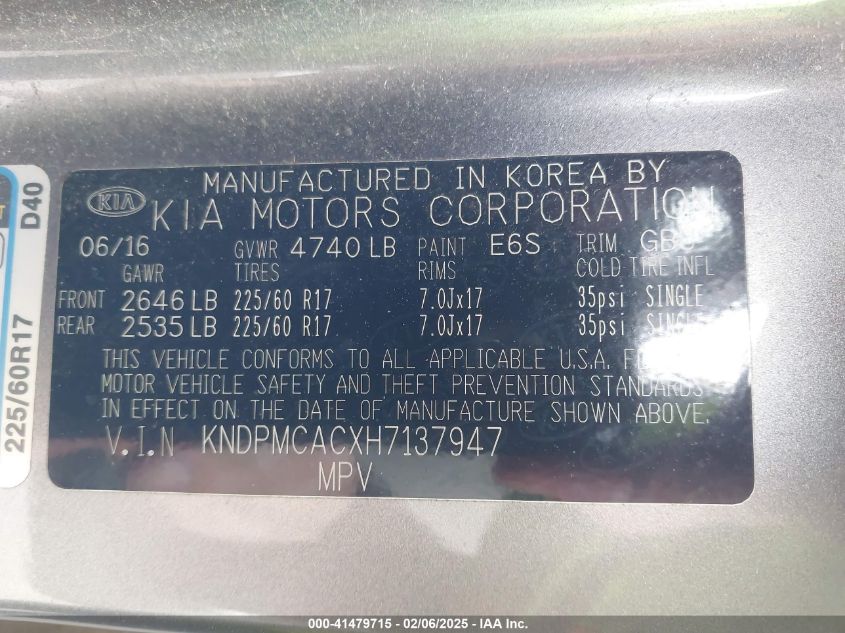 MANUFACTURED IN KOREA BY
KIA KIA MOTORS CORPORATION
06/16 GVWR 4740 LB PAINT E6S TRIM
GAWR TIRES RIMS COLD TIRE INFL
FRONT 2646 LB 225/60 R17 7.0Jx17 35psi SINGLE
REAR 2535 LB 225/60 R17 7.0Jx17 35psi SINGLE
THIS VEHICLE CONFORMS TO ALL APPLICABLE U.S.A.
MOTOR VEHICLE SAFETY AND THEFT PREVENTION STANDARDS
IN EFFECT ON THE DATE OF MANUFACTURE SHOWN ABOVE.
V.I.N KNDPMCACXH7137947
MPV
D40
225/60R17
000-41479715 - 02/06/2025 - IAA Inc.